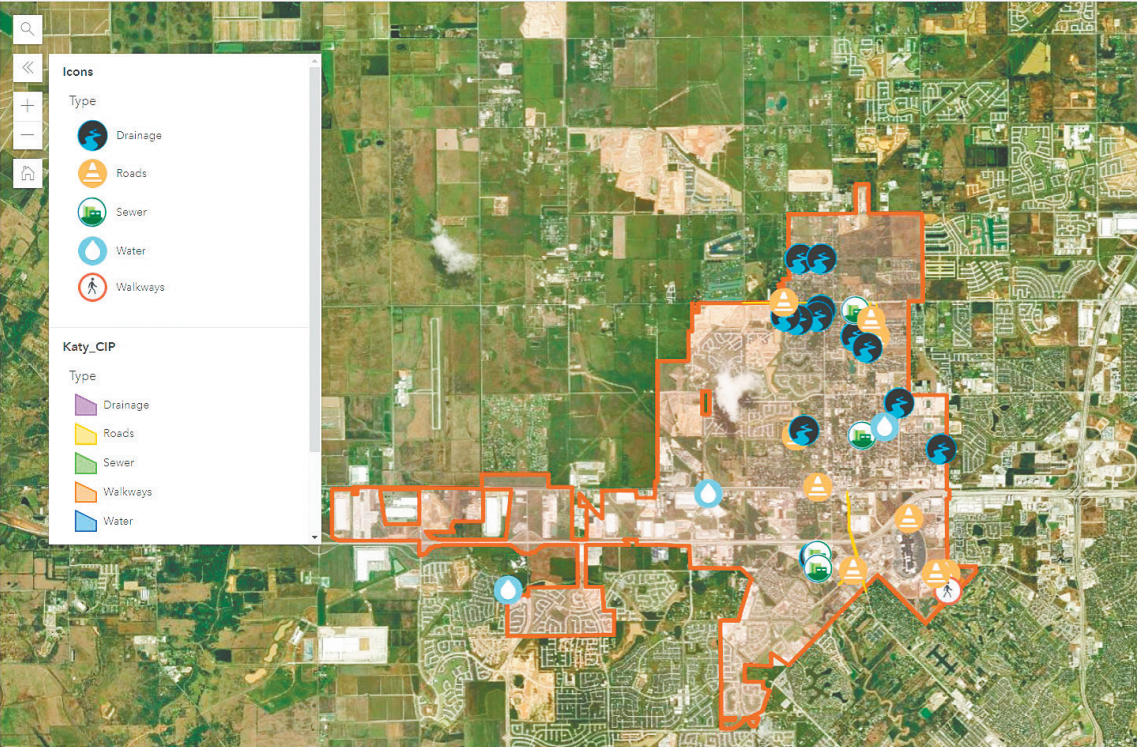 Icons
Type
Drainage
Roads
Sewer
Water
Walkways
Katy_CIP
Type
Drainage
Roads
Sewer
Walkways
Water